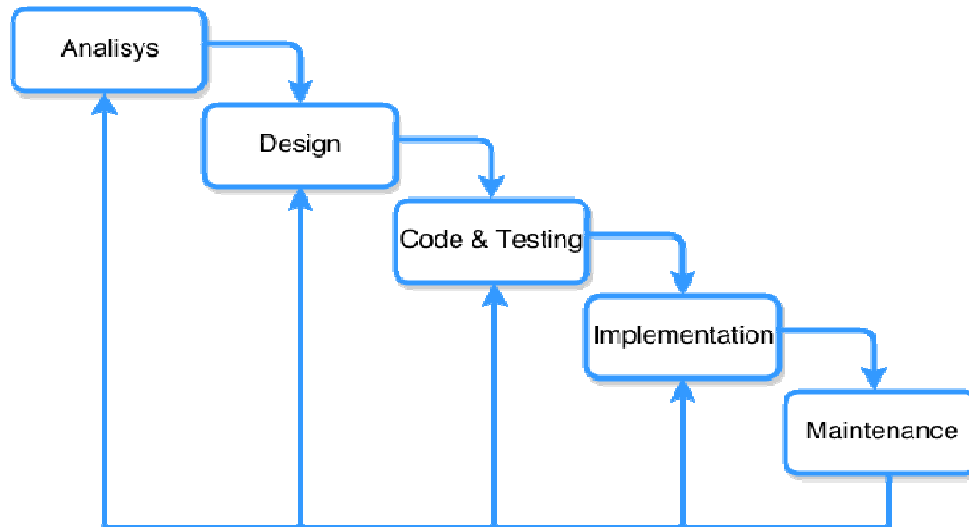 Analisys
Design
Code & Testing
Implementation
Maintenance